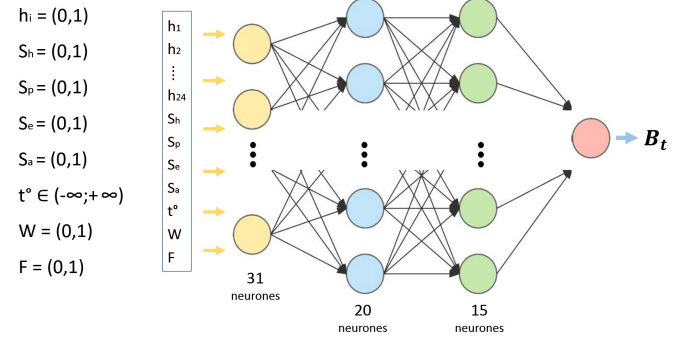 hᵢ = (0,1)
Sₕ = (0,1)
Sₚ = (0,1)
Sₑ = (0,1)
Sₐ = (0,1)
t° ∈ (-∞;+∞)
W = (0,1)
F = (0,1)
h₁
h₂
⋮
h₂₄
Sₕ
Sₚ
Sₑ
Sₐ
t°
W
F
31
neurones
20
neurones
15
neurones
Bₜ